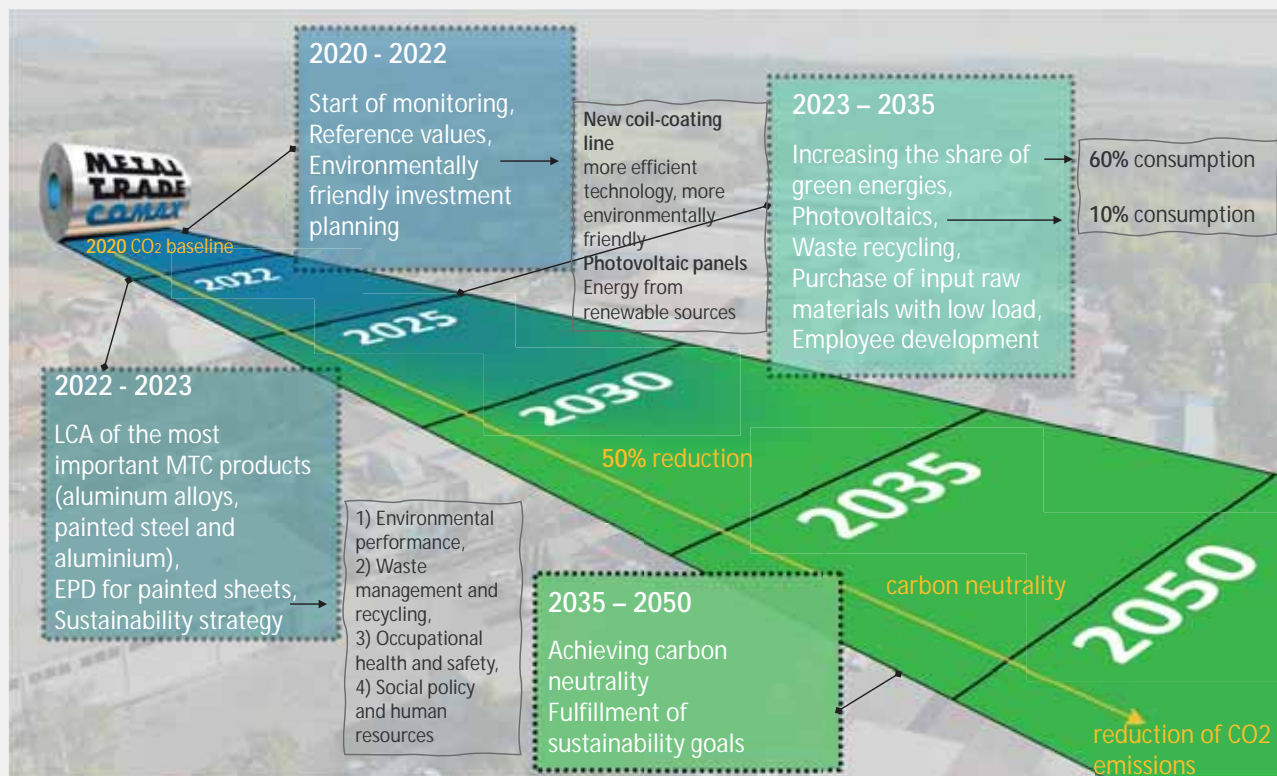 2020 - 2022
Start of monitoring,
Reference values,
Environmentally
friendly investment
planning
New coil-coating
line
more efficient
technology, more
environmentally
friendly
Photovoltaic panels
Energy from
renewable sources
2023 – 2035
Increasing the share of
green energies,
Photovoltaics,
Waste recycling,
Purchase of input raw
materials with low load,
Employee development
60% consumption
10% consumption
METAL
TRADE
COMAX
2020 CO2 baseline
2022
2025
2030
50% reduction
2035
carbon neutrality
2050
reduction of CO2
emissions
2022 - 2023
LCA of the most
important MTC products
(aluminum alloys,
painted steel and
aluminium),
EPD for painted sheets,
Sustainability strategy
1) Environmental
performance,
2) Waste
management and
recycling,
3) Occupational
health and safety,
4) Social policy
and human
resources
2035 – 2050
Achieving carbon
neutrality
Fulfillment of
sustainability goals